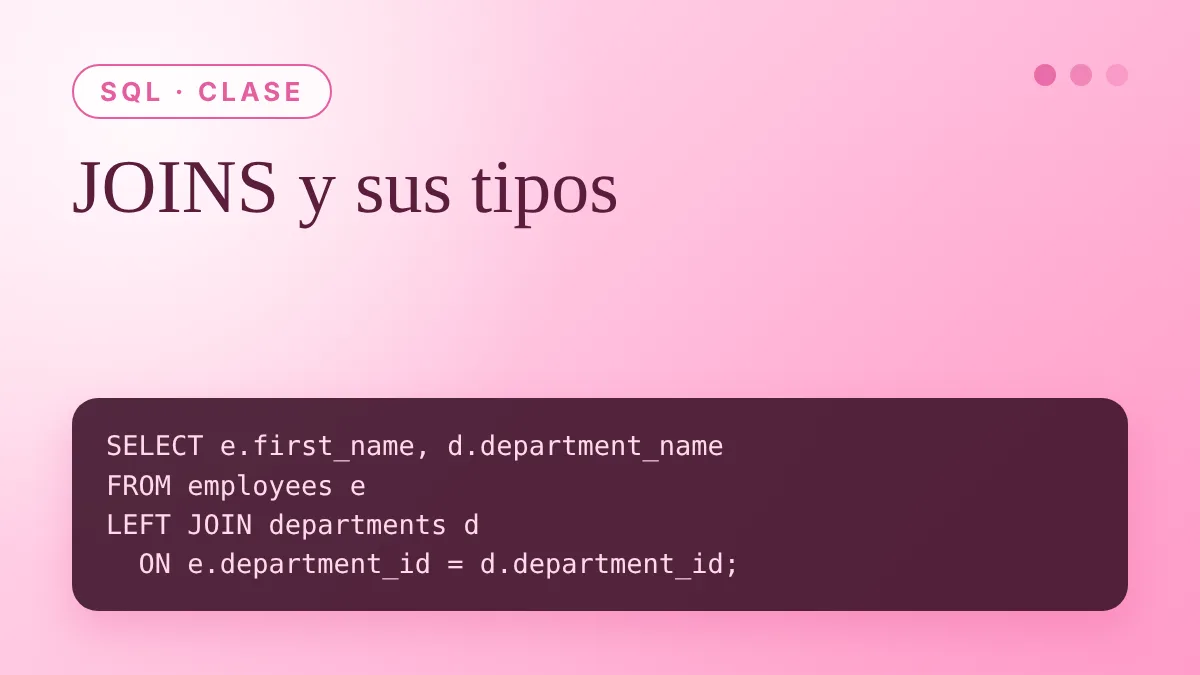 SQL · CLASE
JOINS y sus tipos
SELECT e.first_name, d.department_name
FROM employees e
LEFT JOIN departments d
  ON e.department_id = d.department_id;